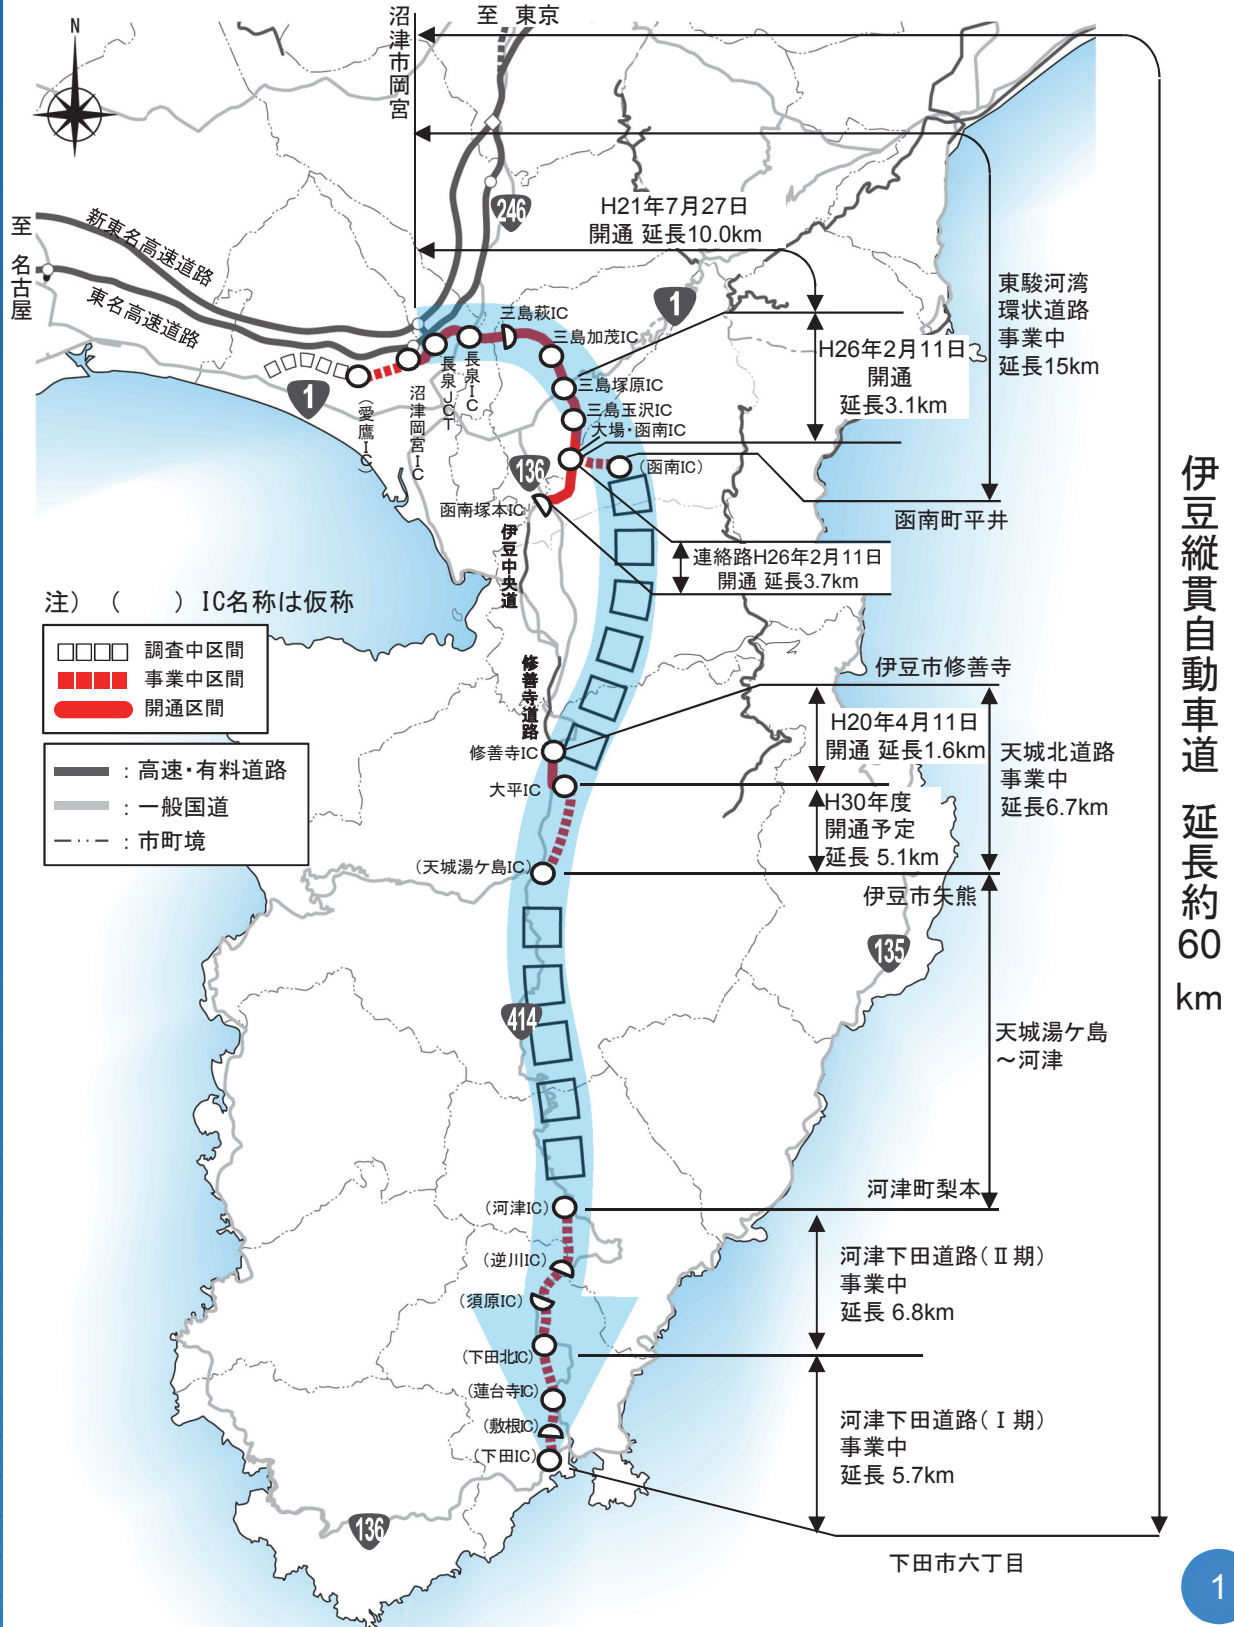 N
沼津市岡宮
至 東京
至 名古屋
新東名高速道路
東名高速道路
246
H21年7月27日
開通 延長10.0km
1
東駿河湾
環状道路
事業中
延長15km
三島萩IC
三島加茂IC
三島塚原IC
三島玉沢IC
大場・函南IC
(函南IC)
H26年2月11日
開通
延長3.1km
1
(愛鷹IC)
沼津岡宮IC
長泉JCT
長泉IC
136
函南塚本IC
函南町平井
伊豆中央道
連絡路H26年2月11日
開通 延長3.7km
伊豆縦貫自動車道 延長約60km
注) ( ) IC名称は仮称
調査中区間
事業中区間
開通区間
:高速・有料道路
:一般国道
:市町境
修善寺道路
伊豆市修善寺
修善寺IC
H20年4月11日
開通 延長1.6km
天城北道路
事業中
延長6.7km
大平IC
H30年度
開通予定
延長 5.1km
(天城湯ケ島IC)
伊豆市矢熊
135
414
天城湯ケ島
～河津
河津町梨本
(河津IC)
(逆川IC)
(須原IC)
(下田北IC)
河津下田道路(Ⅱ期)
事業中
延長 6.8km
(蓮台寺IC)
(敷根IC)
(下田IC)
河津下田道路(Ⅰ期)
事業中
延長 5.7km
136
下田市六丁目
1